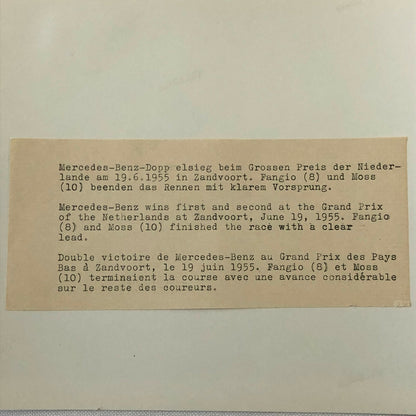 Mercedes-Benz-Doppelsieg beim Grossen Preis der Nieder-
lande am 19.6.1955 in Zandvoort. Fangio (8) und Moss
(10) beenden das Rennen mit klarem Vorsprung.
Mercedes-Benz wins first and second at the Grand Prix
of the Netherlands at Zandvoort, June 19, 1955. Fangio
(8) and Moss (10) finished the race with a clear
lead.
Double victoire de Mercedes-Benz au Grand Prix des Pays
Bas à Zandvoort, le 19 juin 1955. Fangio (8) et Moss
(10) terminaient la course avec une avance considérable
sur le reste des coureurs.